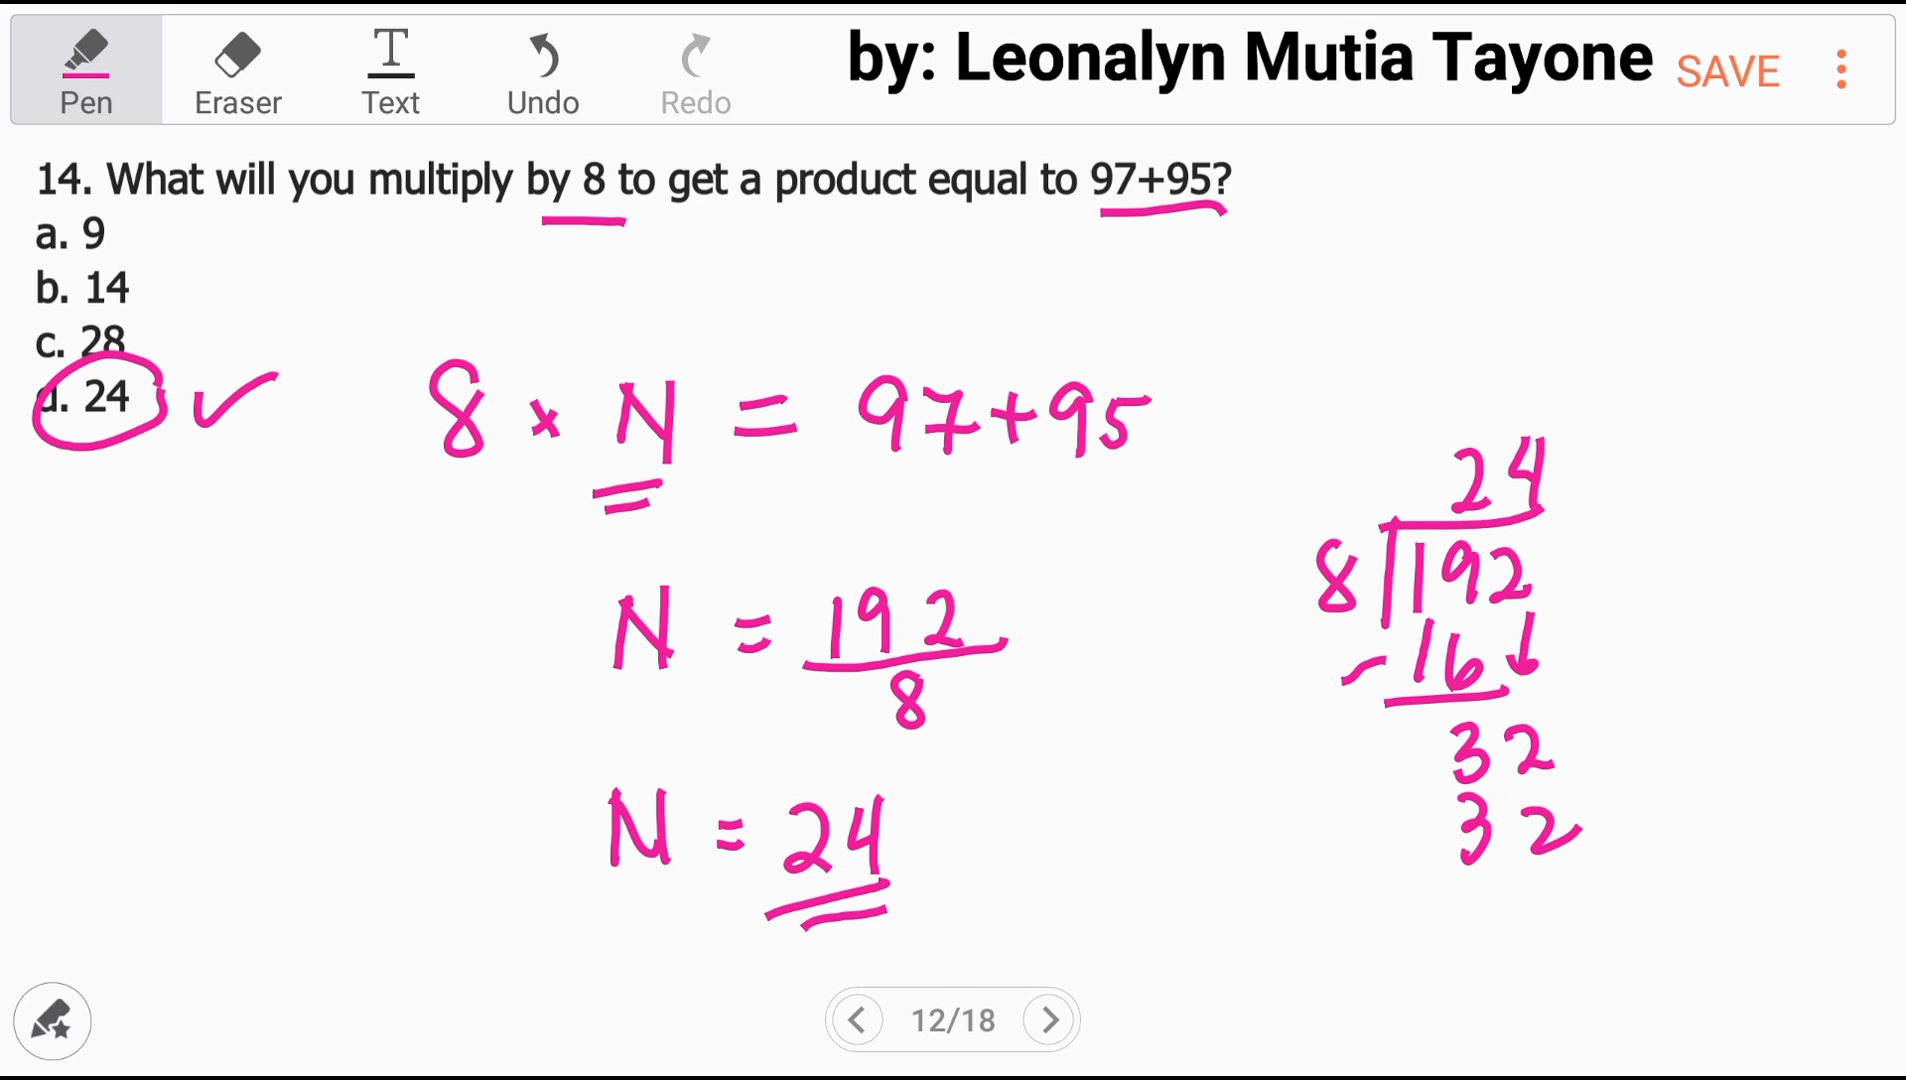 Pen Eraser Text Undo Redo by: Leonalyn Mutia Tayone SAVE
14. What will you multiply by 8 to get a product equal to 97+95?
a. 9
b. 14
c. 28
d. 24
8 × N = 97+95
N = 192
8
N = 24
24
8 192
- 16
32
32
12/18